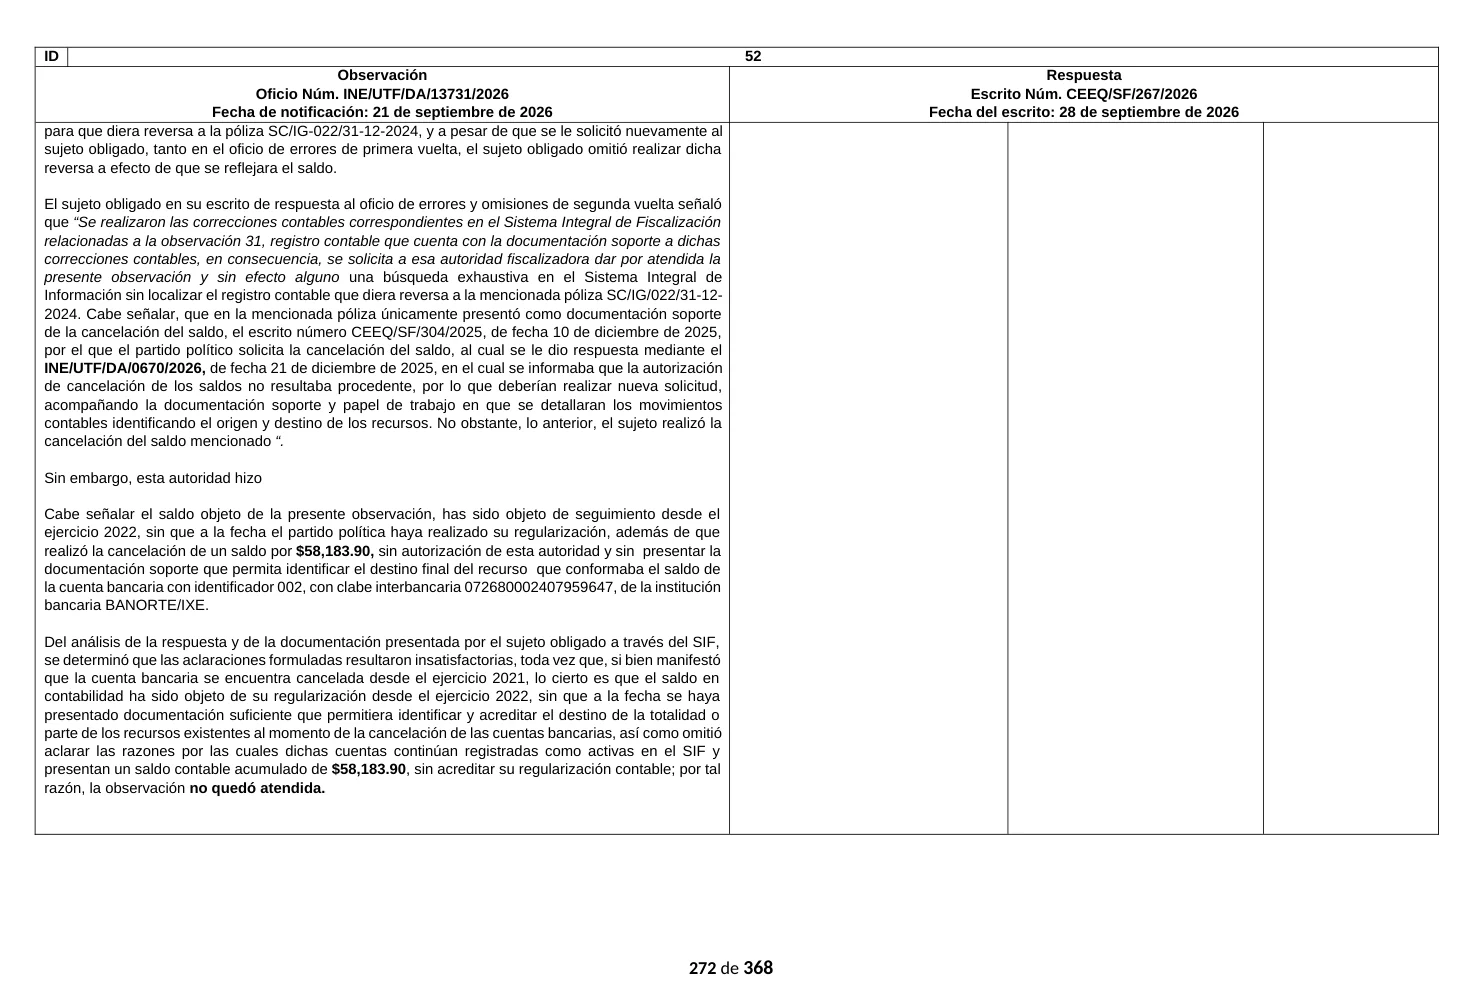 ID 52
Observación
Oficio Núm. INE/UTF/DA/13731/2026
Fecha de notificación: 21 de septiembre de 2026
Respuesta
Escrito Núm. CEEQ/SF/267/2026
Fecha del escrito: 28 de septiembre de 2026
para que diera reversa a la póliza SC/IG-022/31-12-2024, y a pesar de que se le solicitó nuevamente al
sujeto obligado, tanto en el oficio de errores de primera vuelta, el sujeto obligado omitió realizar dicha
reversa a efecto de que se reflejara el saldo.
El sujeto obligado en su escrito de respuesta al oficio de errores y omisiones de segunda vuelta señaló
que “Se realizaron las correcciones contables correspondientes en el Sistema Integral de Fiscalización
relacionadas a la observación 31, registro contable que cuenta con la documentación soporte a dichas
correcciones contables, en consecuencia, se solicita a esa autoridad fiscalizadora dar por atendida la
presente observación y sin efecto alguno una búsqueda exhaustiva en el Sistema Integral de
Información sin localizar el registro contable que diera reversa a la mencionada póliza SC/IG/022/31-12-
2024. Cabe señalar, que en la mencionada póliza únicamente presentó como documentación soporte
de la cancelación del saldo, el escrito número CEEQ/SF/304/2025, de fecha 10 de diciembre de 2025,
por el que el partido político solicita la cancelación del saldo, al cual se le dio respuesta mediante el
INE/UTF/DA/0670/2026, de fecha 21 de diciembre de 2025, en el cual se informaba que la autorización
de cancelación de los saldos no resultaba procedente, por lo que deberían realizar nueva solicitud,
acompañando la documentación soporte y papel de trabajo en que se detallaran los movimientos
contables identificando el origen y destino de los recursos. No obstante, lo anterior, el sujeto realizó la
cancelación del saldo mencionado “.
Sin embargo, esta autoridad hizo
Cabe señalar el saldo objeto de la presente observación, has sido objeto de seguimiento desde el
ejercicio 2022, sin que a la fecha el partido política haya realizado su regularización, además de que
realizó la cancelación de un saldo por $58,183.90, sin autorización de esta autoridad y sin presentar la
documentación soporte que permita identificar el destino final del recurso que conformaba el saldo de
la cuenta bancaria con identificador 002, con clabe interbancaria 072680002407959647, de la institución
bancaria BANORTE/IXE.
Del análisis de la respuesta y de la documentación presentada por el sujeto obligado a través del SIF,
se determinó que las aclaraciones formuladas resultaron insatisfactorias, toda vez que, si bien manifestó
que la cuenta bancaria se encuentra cancelada desde el ejercicio 2021, lo cierto es que el saldo en
contabilidad ha sido objeto de su regularización desde el ejercicio 2022, sin que a la fecha se haya
presentado documentación suficiente que permitiera identificar y acreditar el destino de la totalidad o
parte de los recursos existentes al momento de la cancelación de las cuentas bancarias, así como omitió
aclarar las razones por las cuales dichas cuentas continúan registradas como activas en el SIF y
presentan un saldo contable acumulado de $58,183.90, sin acreditar su regularización contable; por tal
razón, la observación no quedó atendida.
272 de 368